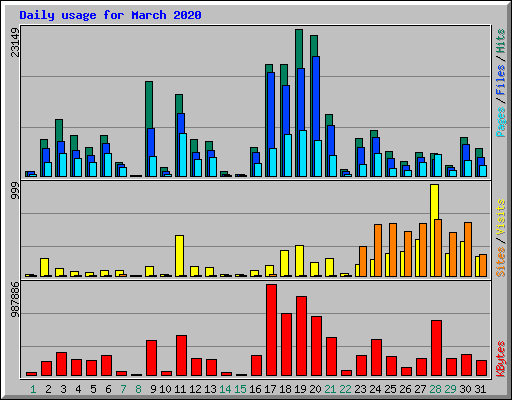 Daily usage for March 2020
23149
Pages / Files / Hits
999
Sites / Visits
987886
KBytes
1 2 3 4 5 6 7 8 9 10 11 12 13 14 15 16 17 18 19 20 21 22 23 24 25 26 27 28 29 30 31